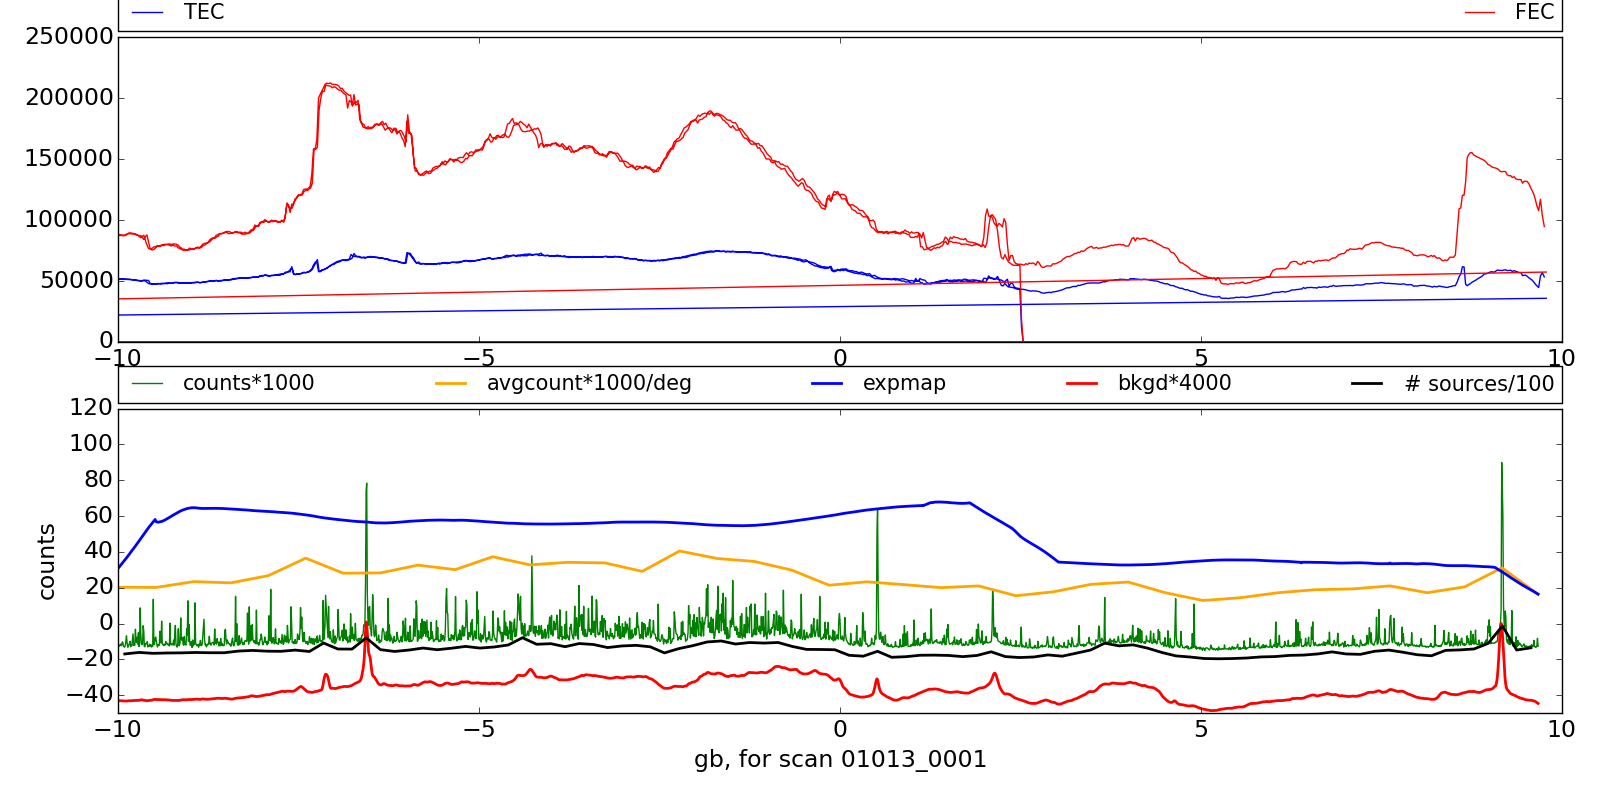 TEC FEC
250000
200000
150000
100000
50000
0
−10 −5 0 5 10
counts*1000 avgcount*1000/deg expmap bkgd*4000 # sources/100
120
100
80
60
40
20
0
−20
−40
counts
−10 −5 0 5 10
gb, for scan 01013_0001